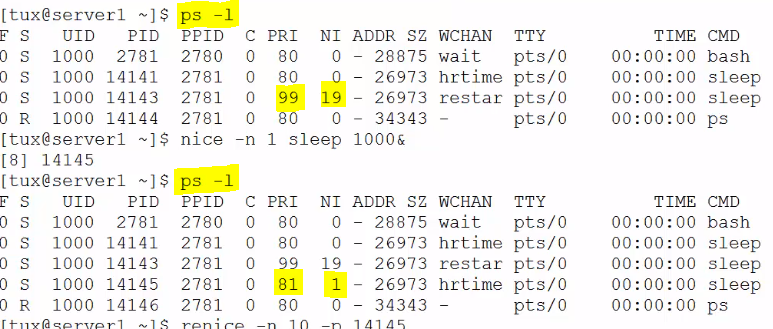 [tux@server1 ~]$ ps -l
F S   UID   PID  PPID  C PRI  NI ADDR SZ WCHAN  TTY          TIME CMD
0 S  1000  2781  2780  0  80   0 - 28875 wait   pts/0    00:00:00 bash
0 S  1000 14141  2781  0  80   0 - 26973 hrtime pts/0    00:00:00 sleep
0 S  1000 14143  2781  0  99  19 - 26973 restar pts/0    00:00:00 sleep
0 R  1000 14144  2781  0  80   0 - 34343 -      pts/0    00:00:00 ps
[tux@server1 ~]$ nice -n 1 sleep 1000&
[8] 14145
[tux@server1 ~]$ ps -l
F S   UID   PID  PPID  C PRI  NI ADDR SZ WCHAN  TTY          TIME CMD
0 S  1000  2781  2780  0  80   0 - 28875 wait   pts/0    00:00:00 bash
0 S  1000 14141  2781  0  80   0 - 26973 hrtime pts/0    00:00:00 sleep
0 S  1000 14143  2781  0  99  19 - 26973 restar pts/0    00:00:00 sleep
0 S  1000 14145  2781  0  81   1 - 26973 hrtime pts/0    00:00:00 sleep
0 R  1000 14146  2781  0  80   0 - 34343 -      pts/0    00:00:00 ps
[tux@server1 ~]$ renice -n 10 -p 14145